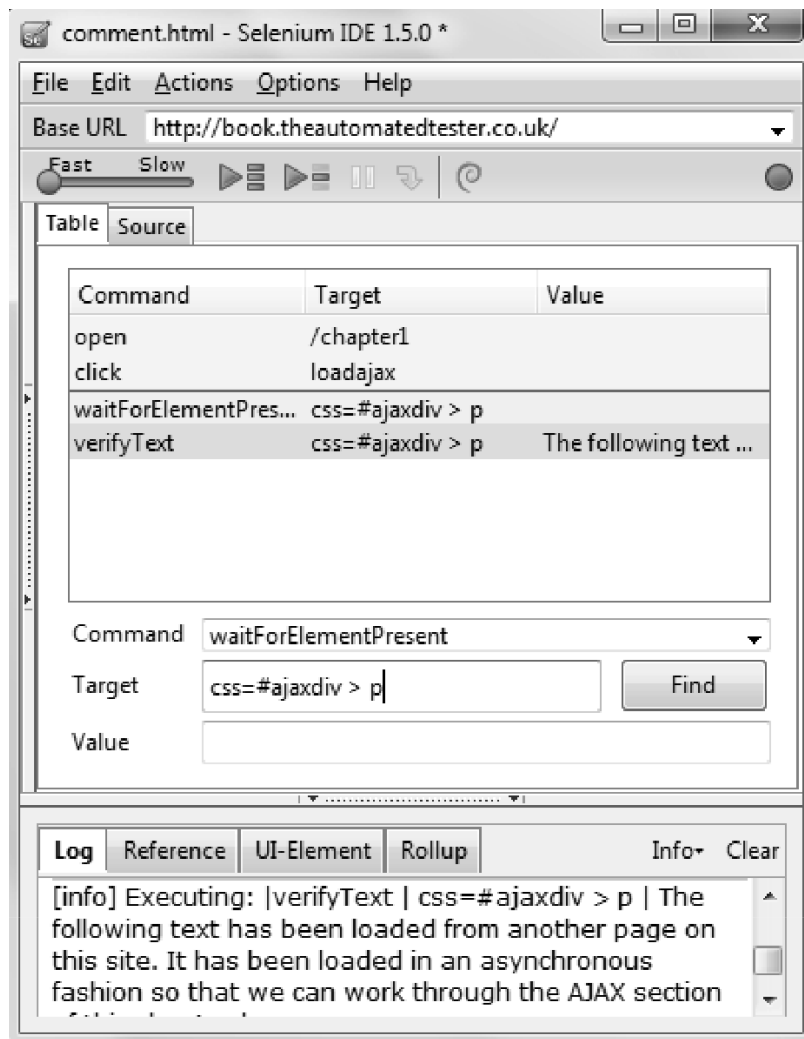 comment.html - Selenium IDE 1.5.0 *
File Edit Actions Options Help
Base URL http://book.theautomatedtester.co.uk/
Fast Slow
Table Source
Command Target Value
open /chapter1
click loadajax
waitForElementPres... css=#ajaxdiv > p
verifyText css=#ajaxdiv > p The following text ...
Command waitForElementPresent
Target css=#ajaxdiv > p Find
Value
Log Reference UI-Element Rollup Info Clear
[info] Executing: |verifyText | css=#ajaxdiv > p | The
following text has been loaded from another page on
this site. It has been loaded in an asynchronous
fashion so that we can work through the AJAX section